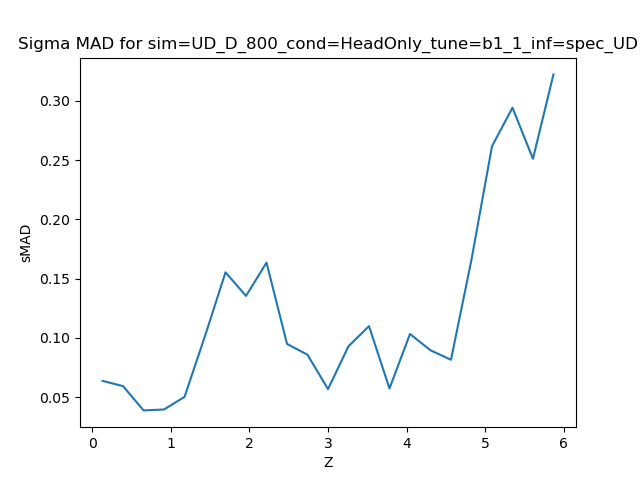 Sigma MAD for sim=UD_D_800_cond=HeadOnly_tune=b1_1_inf=spec_UD
0.30
0.25
0.20
0.15
0.10
0.05
sMAD
0 1 2 3 4 5 6
Z